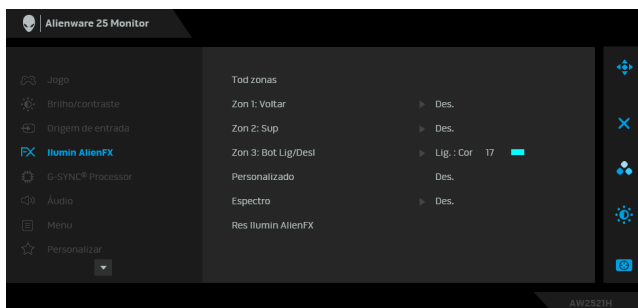 Alienware 25 Monitor
Jogo
Brilho/contraste
Origem de entrada
Ilumin AlienFX
G-SYNC® Processor
Áudio
Menu
Personalizar
Tod zonas
Zon 1: Voltar Des.
Zon 2: Sup Des.
Zon 3: Bot Lig/Desl Lig. : Cor 17
Personalizado Des.
Espectro Des.
Res Ilumin AlienFX
AW2521H